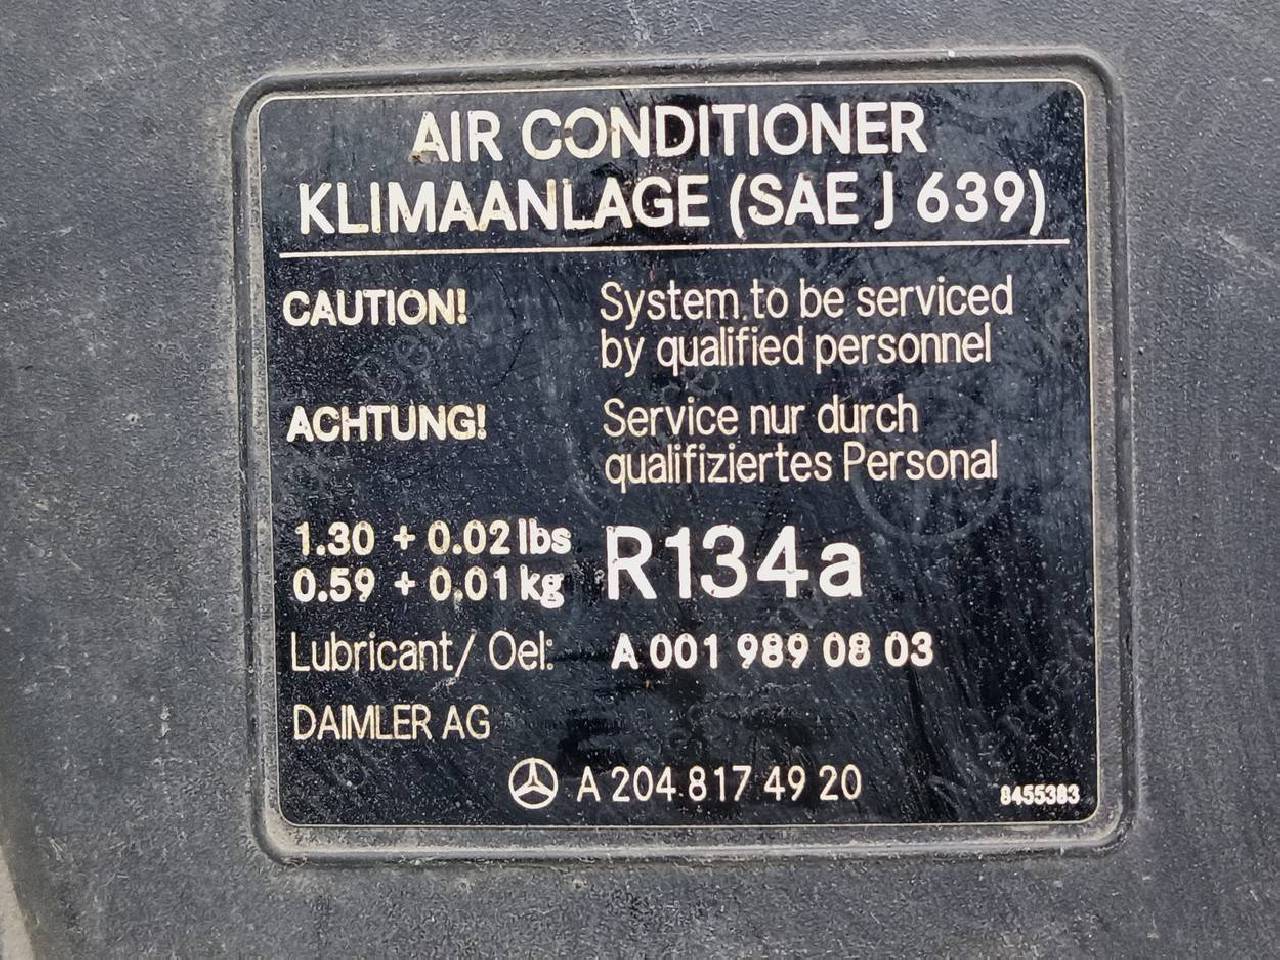 AIR CONDITIONER
KLIMAANLAGE (SAE J 639)
CAUTION! System to be serviced
by qualified personnel
ACHTUNG! Service nur durch
qualifiziertes Personal
1.30 + 0.02 lbs R134a
0.59 + 0.01 kg
Lubricant/ Oel: A 001 989 08 03
DAIMLER AG
A 204 817 49 20
8455383